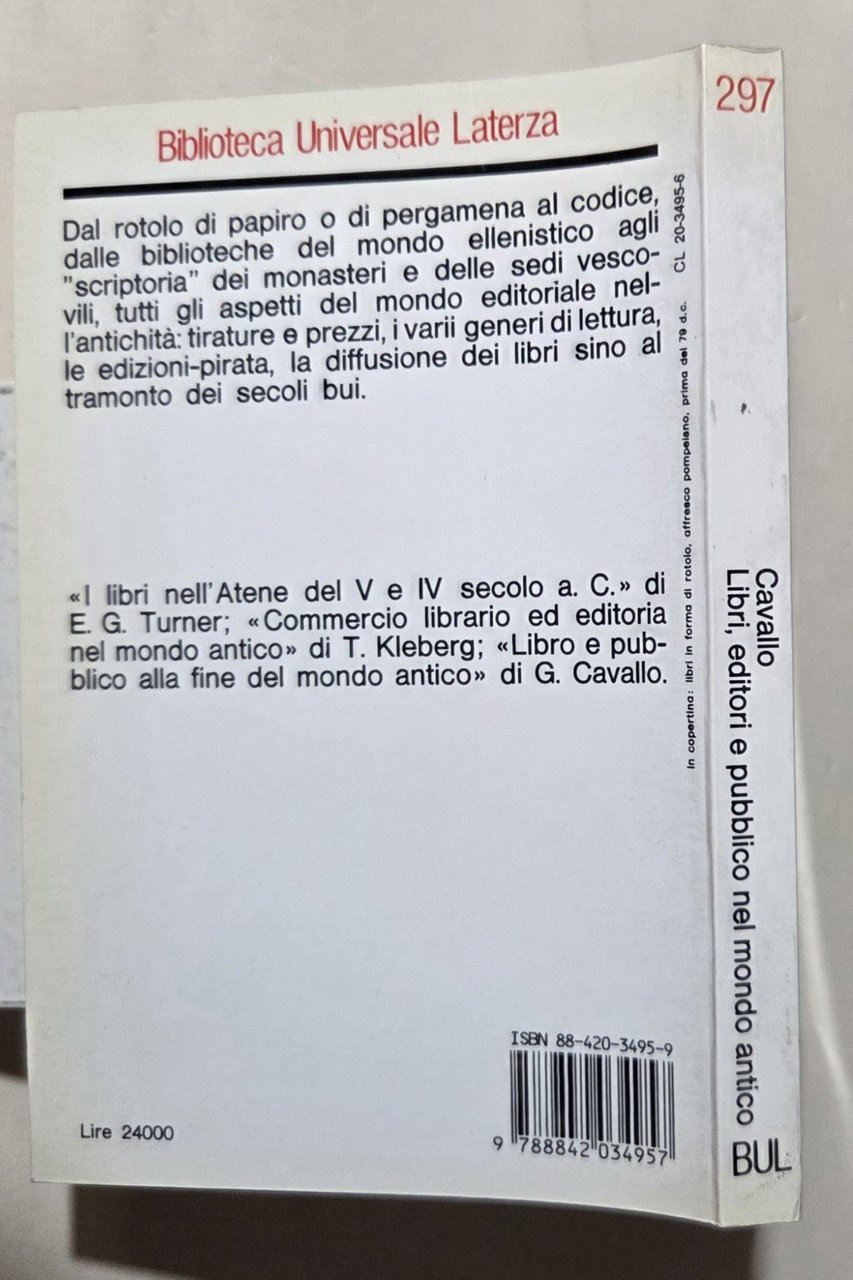 Biblioteca Universale Laterza
Dal rotolo di papiro o di pergamena al codice,
dalle biblioteche del mondo ellenistico agli
"scriptoria" dei monasteri e delle sedi vesco-
vili, tutti gli aspetti del mondo editoriale nel-
l'antichità: tirature e prezzi, i varii generi di lettura,
le edizioni-pirata, la diffusione dei libri sino al
tramonto dei secoli bui.
«I libri nell'Atene del V e IV secolo a. C.» di
E. G. Turner; «Commercio librario ed editoria
nel mondo antico» di T. Kleberg; «Libro e pub-
blico alla fine del mondo antico» di G. Cavallo.
Lire 24000
ISBN 88-420-3495-9
9 788842 034957
In copertina: libri in forma di rotolo, affresco pompeiano, prima del 79 d.c.
CL 20-3495-6
297
Cavallo
Libri, editori e pubblico nel mondo antico
BUL